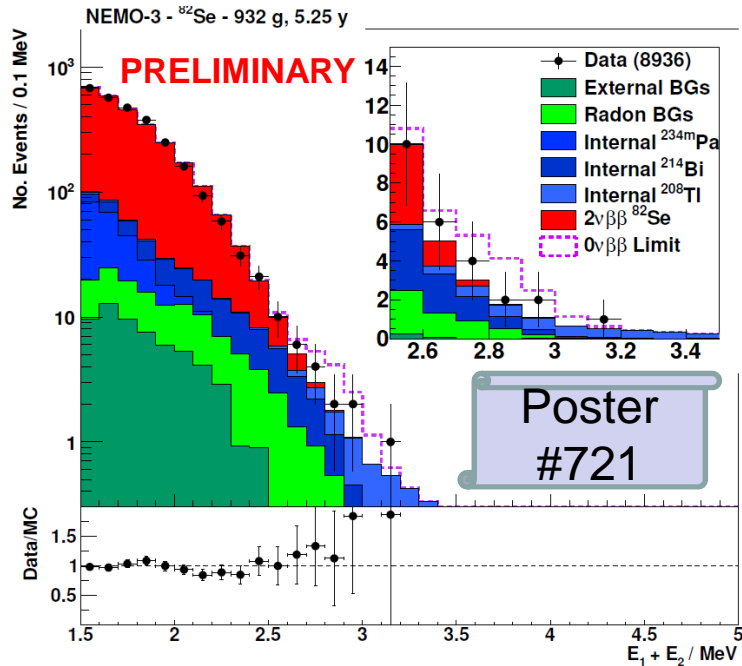 NEMO-3 - ⁸²Se - 932 g, 5.25 y
PRELIMINARY
No. Events / 0.1 MeV
10³
10²
10
1
14
12
10
8
6
4
2
0
2.6 2.8 3 3.2 3.4
Data (8936)
External BGs
Radon BGs
Internal ²³⁴ᵐPa
Internal ²¹⁴Bi
Internal ²⁰⁸Tl
2νββ ⁸²Se
0νββ Limit
Poster
#721
Data/MC
1.5
1
0.5
1.5 2 2.5 3 3.5 4 4.5 5
E₁ + E₂ / MeV